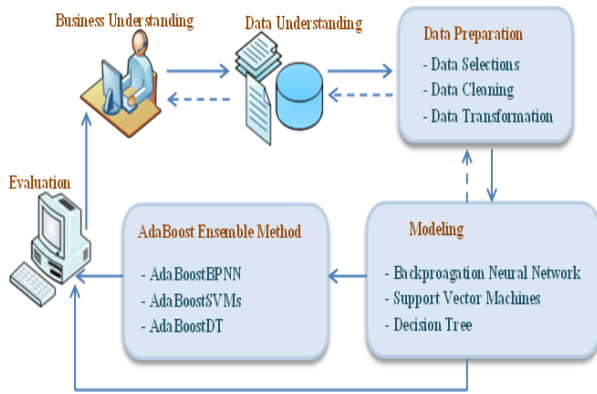 Business Understanding
Data Understanding
Data Preparation
- Data Selections
- Data Cleaning
- Data Transformation
Evaluation
AdaBoost Ensemble Method
- AdaBoostBPNN
- AdaBoostSVMs
- AdaBoostDT
Modeling
- Backproagation Neural Network
- Support Vector Machines
- Decision Tree